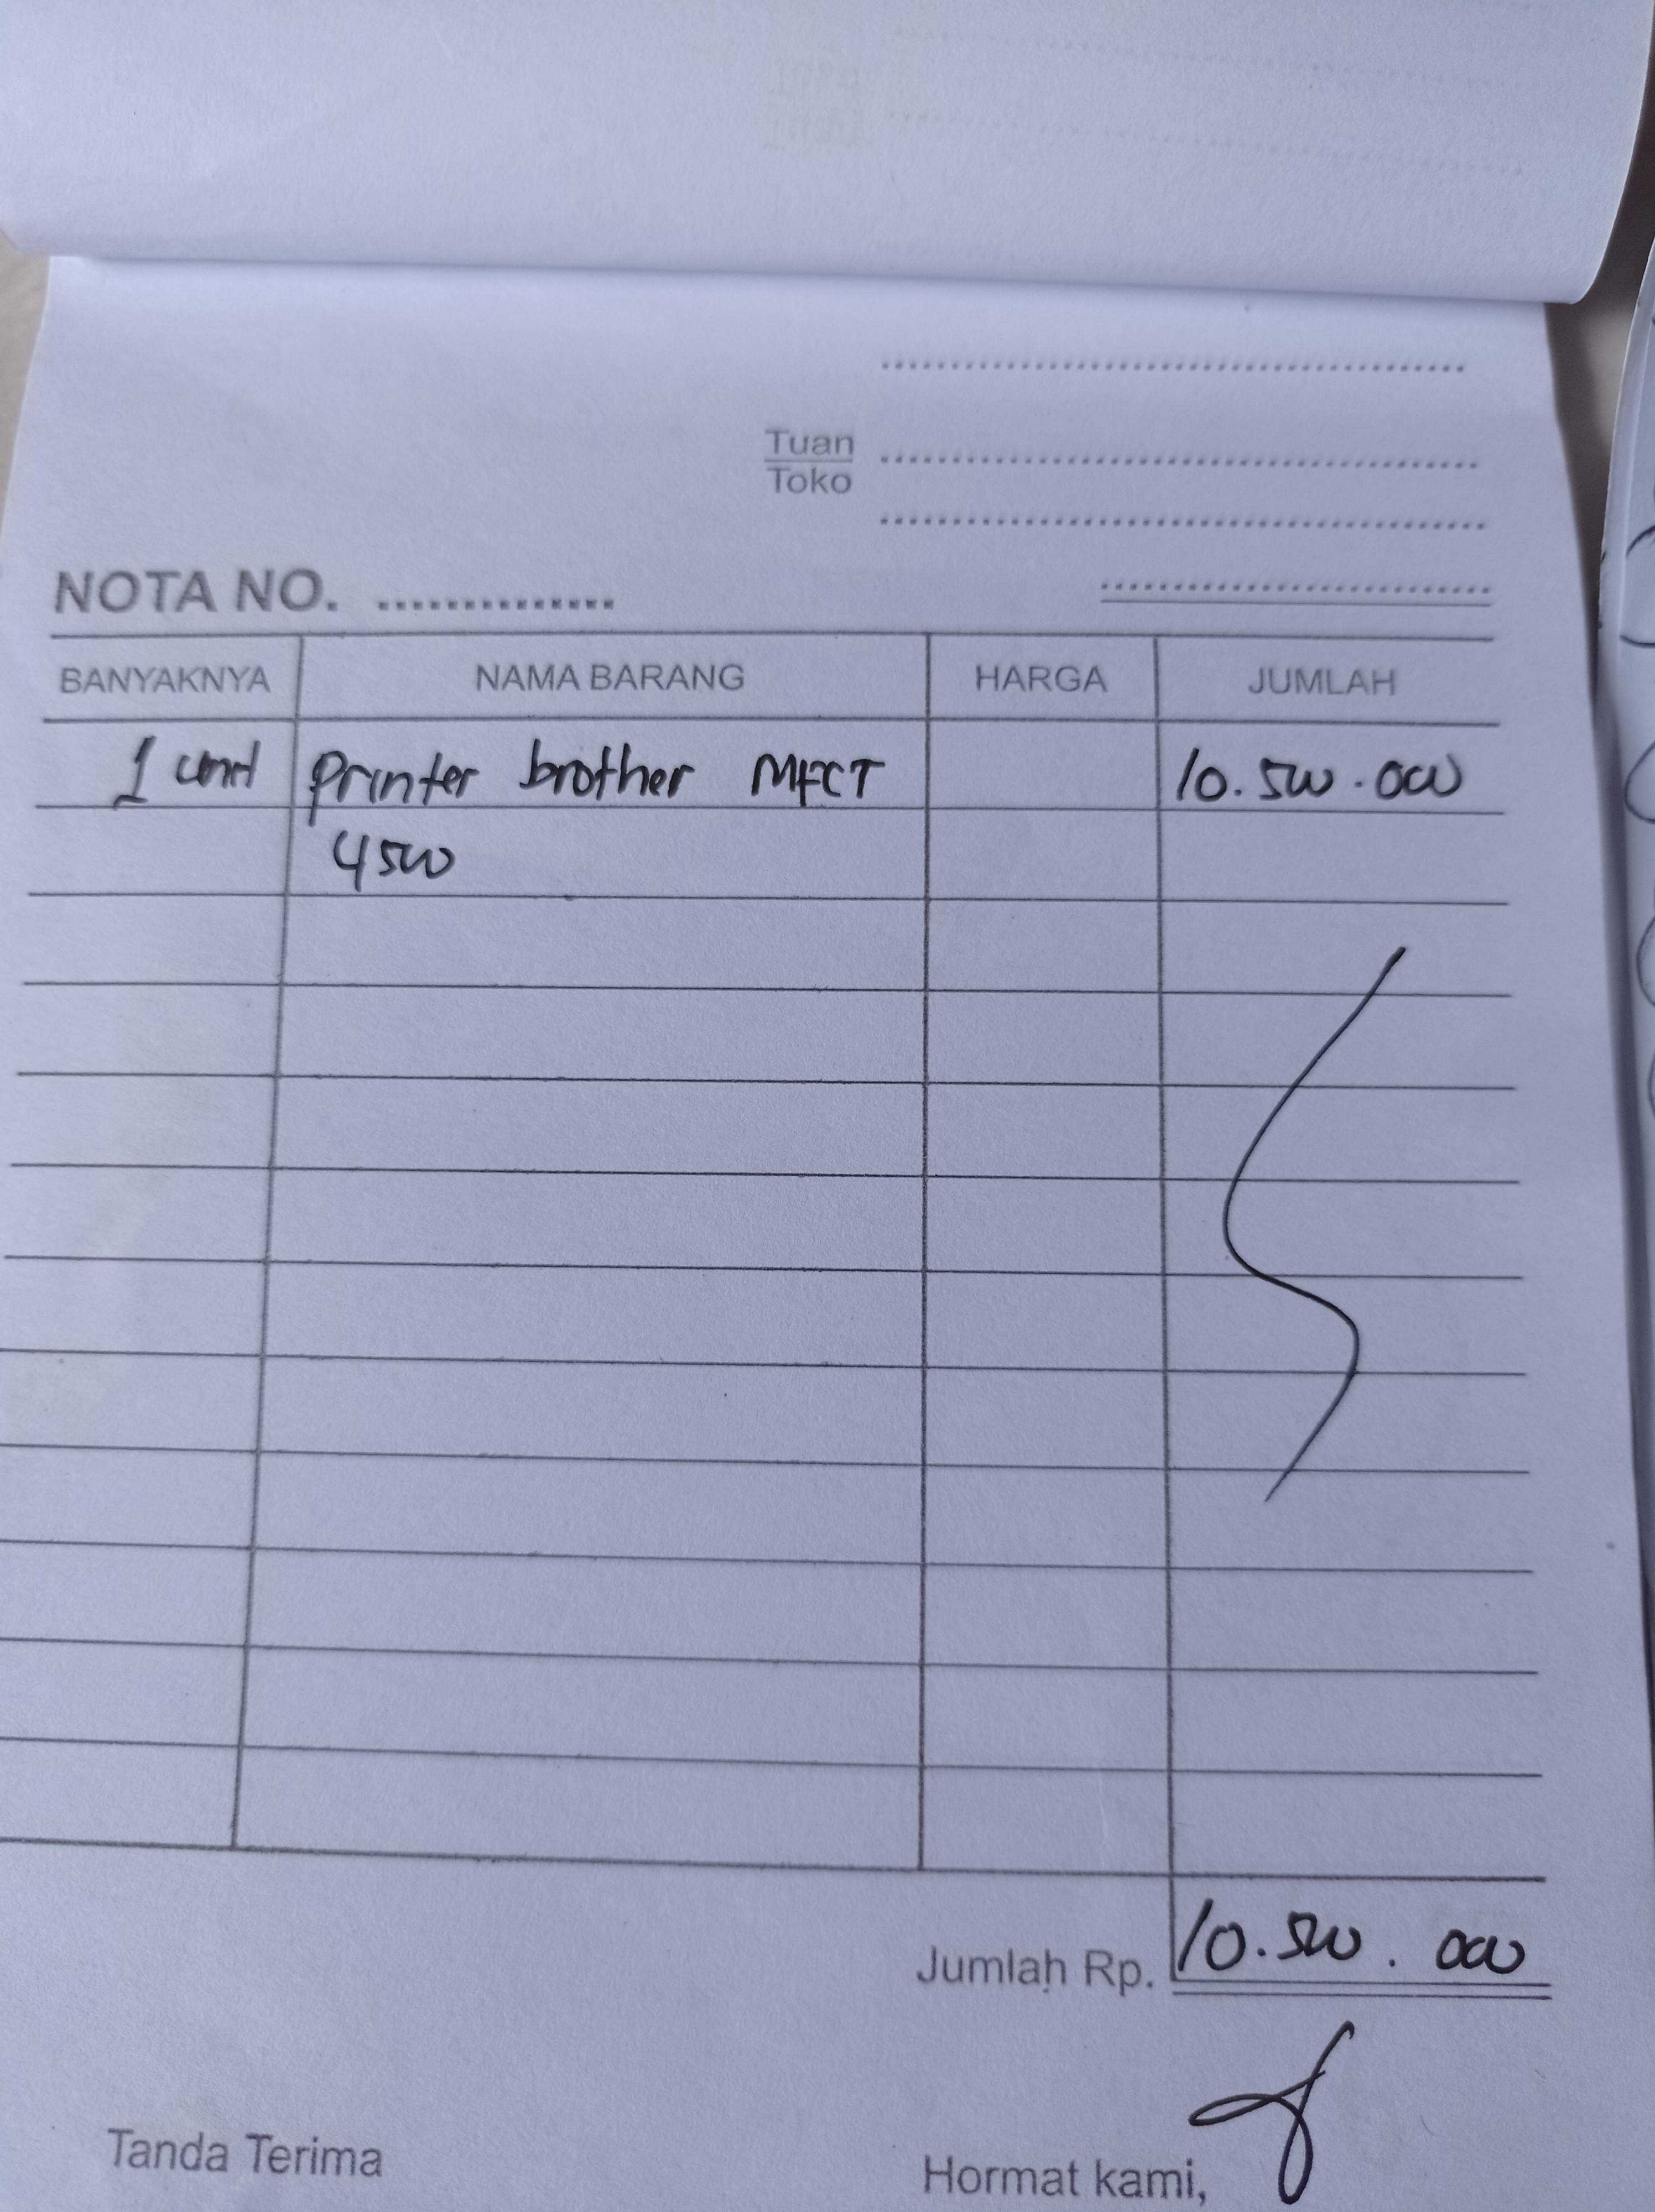 Tuan
Toko
NOTA NO. ..............
BANYAKNYA NAMA BARANG HARGA JUMLAH
1 unit printer brother MFCT 10.500.000
4500
Jumlah Rp. 10.500.000
Tanda Terima Hormat kami,